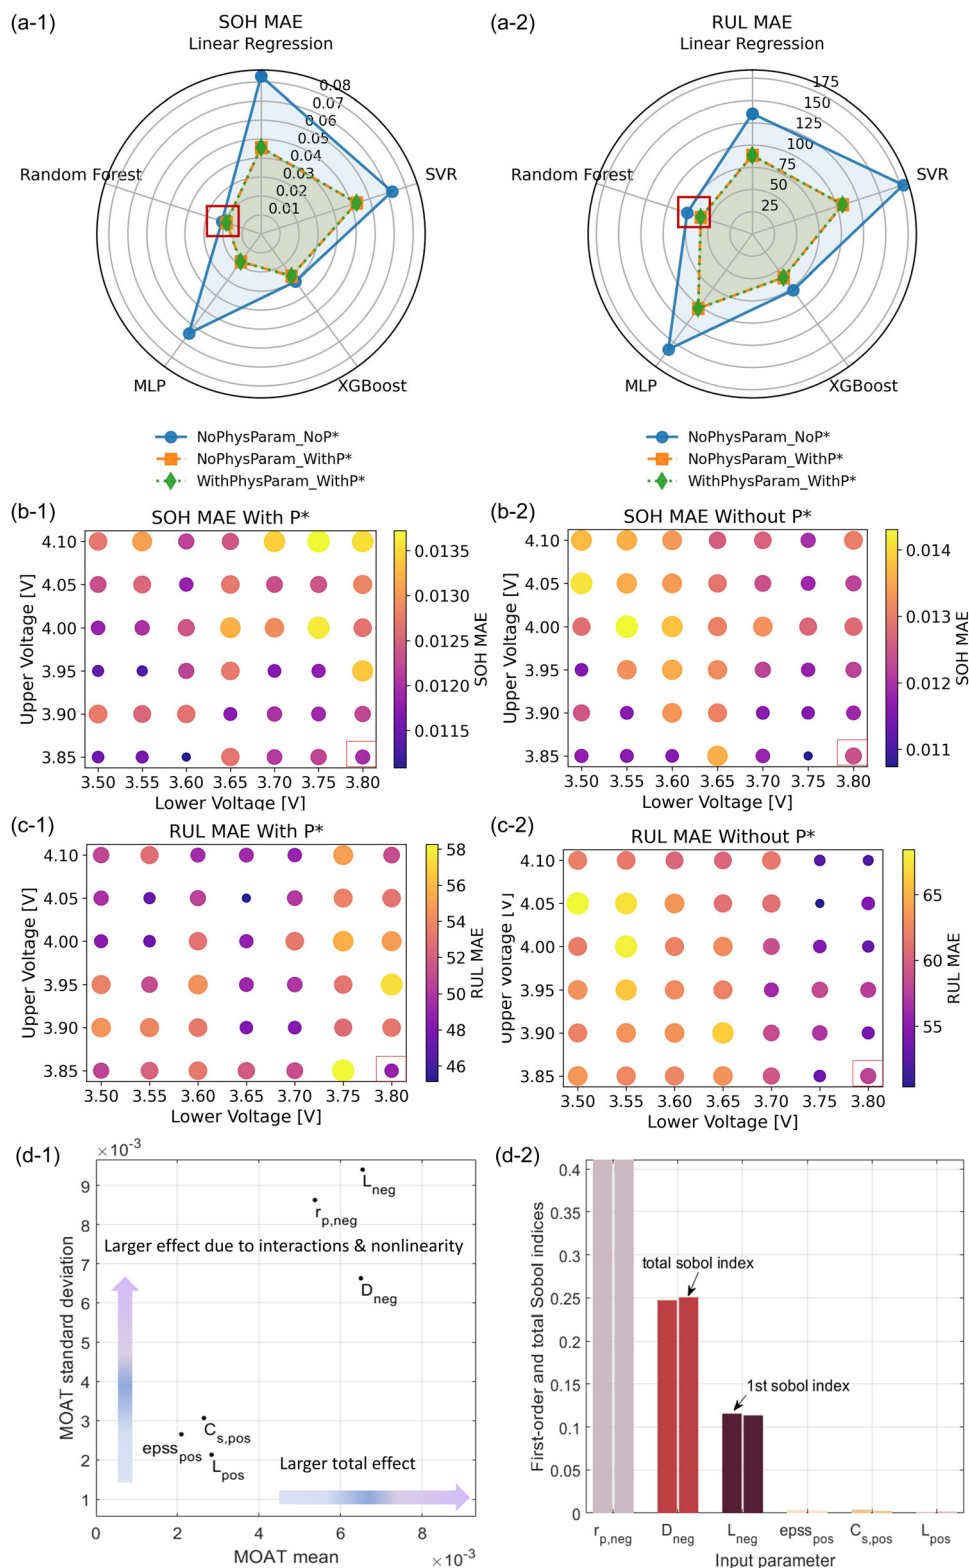 (a-1)
SOH MAE
Linear Regression
0.08
0.07
0.06
0.05
0.04
0.03
0.02
0.01
Random Forest
SVR
MLP
XGBoost
NoPhysParam_NoP*
NoPhysParam_WithP*
WithPhysParam_WithP*
(a-2)
RUL MAE
Linear Regression
175
150
125
100
75
50
25
Random Forest
SVR
MLP
XGBoost
NoPhysParam_NoP*
NoPhysParam_WithP*
WithPhysParam_WithP*
(b-1)
SOH MAE With P*
Upper Voltage [V]
4.10
4.05
4.00
3.95
3.90
3.85
3.50 3.55 3.60 3.65 3.70 3.75 3.80
Lower Voltage [V]
0.0135
0.0130
0.0125
0.0120
0.0115
SOH MAE
(b-2)
SOH MAE Without P*
Upper Voltage [V]
4.10
4.05
4.00
3.95
3.90
3.85
3.50 3.55 3.60 3.65 3.70 3.75 3.80
Lower Voltage [V]
0.014
0.013
0.012
0.011
SOH MAE
(c-1)
RUL MAE With P*
Upper Voltage [V]
4.10
4.05
4.00
3.95
3.90
3.85
3.50 3.55 3.60 3.65 3.70 3.75 3.80
Lower Voltage [V]
58
56
54
52
50
48
46
RUL MAE
(c-2)
RUL MAE Without P*
Upper voltage [V]
4.10
4.05
4.00
3.95
3.90
3.85
3.50 3.55 3.60 3.65 3.70 3.75 3.80
Lower Voltage [V]
65
60
55
RUL MAE
(d-1)
×10⁻³
MOAT standard deviation
9
8
7
6
5
4
3
2
1
L_neg
r_p,neg
Larger effect due to interactions & nonlinearity
D_neg
C_s,pos
epss_pos
L_pos
Larger total effect
0 2 4 6 8
MOAT mean
×10⁻³
(d-2)
First-order and total Sobol indices
0.4
0.35
0.3
0.25
0.2
0.15
0.1
0.05
0
total sobol index
1st sobol index
r_p,neg D_neg L_neg epss_pos C_s,pos L_pos
Input parameter